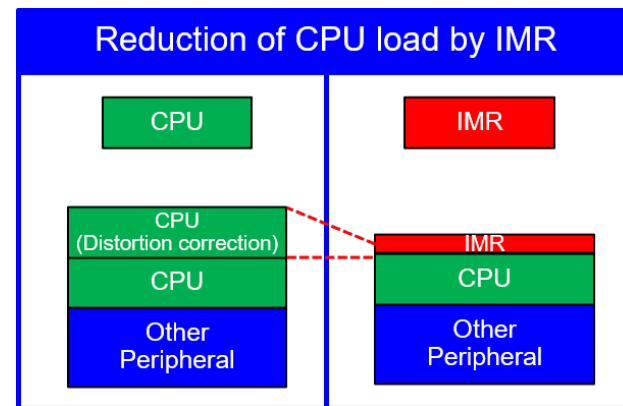 Reduction of CPU load by IMR
CPU
IMR
CPU
(Distortion correction)
CPU
Other
Peripheral
IMR
CPU
Other
Peripheral